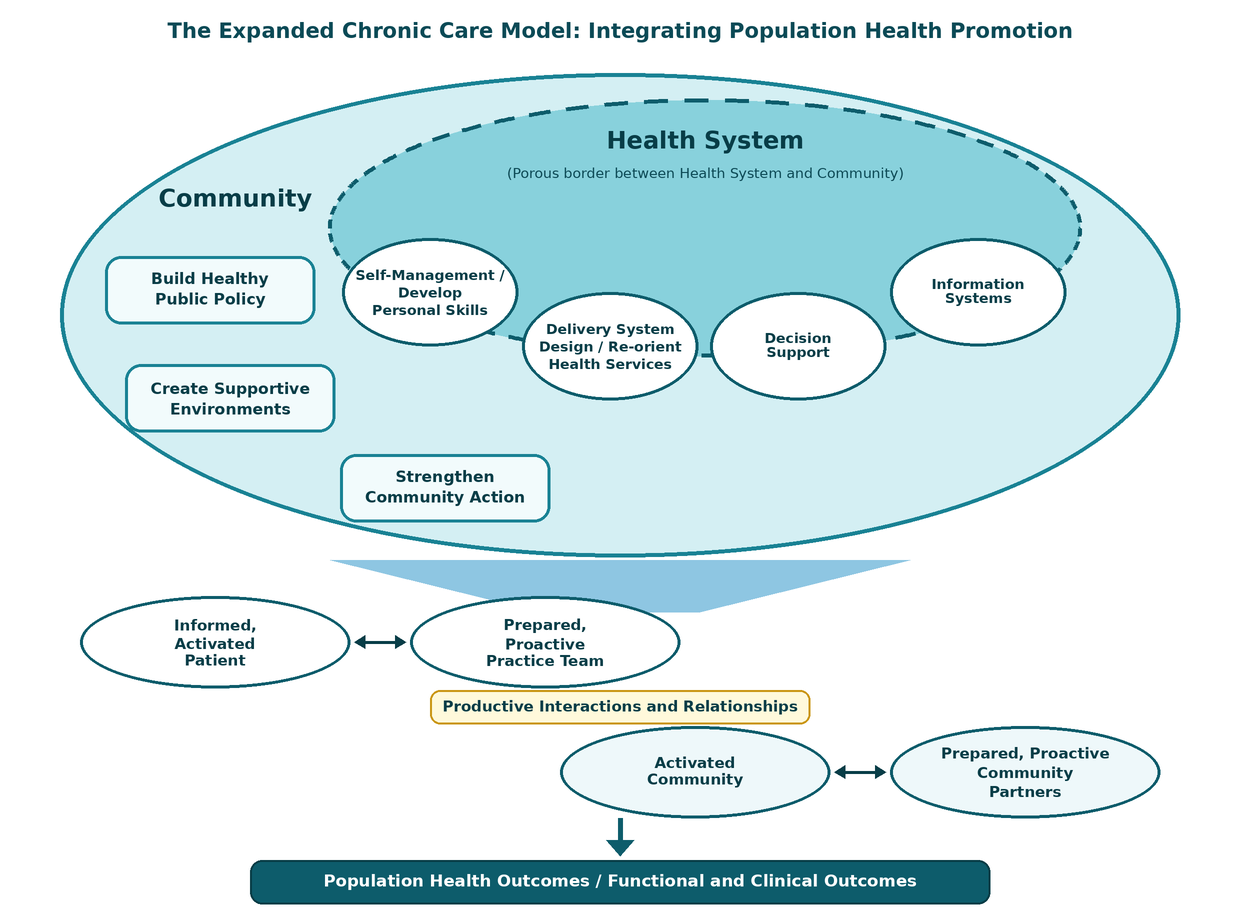 The Expanded Chronic Care Model: Integrating Population Health Promotion
Health System
(Porous border between Health System and Community)
Community
Build Healthy
Public Policy
Create Supportive
Environments
Strengthen
Community Action
Self-Management /
Develop
Personal Skills
Delivery System
Design / Re-orient
Health Services
Decision
Support
Information
Systems
Informed,
Activated
Patient
Prepared,
Proactive
Practice Team
Productive Interactions and Relationships
Activated
Community
Prepared, Proactive
Community
Partners
Population Health Outcomes / Functional and Clinical Outcomes